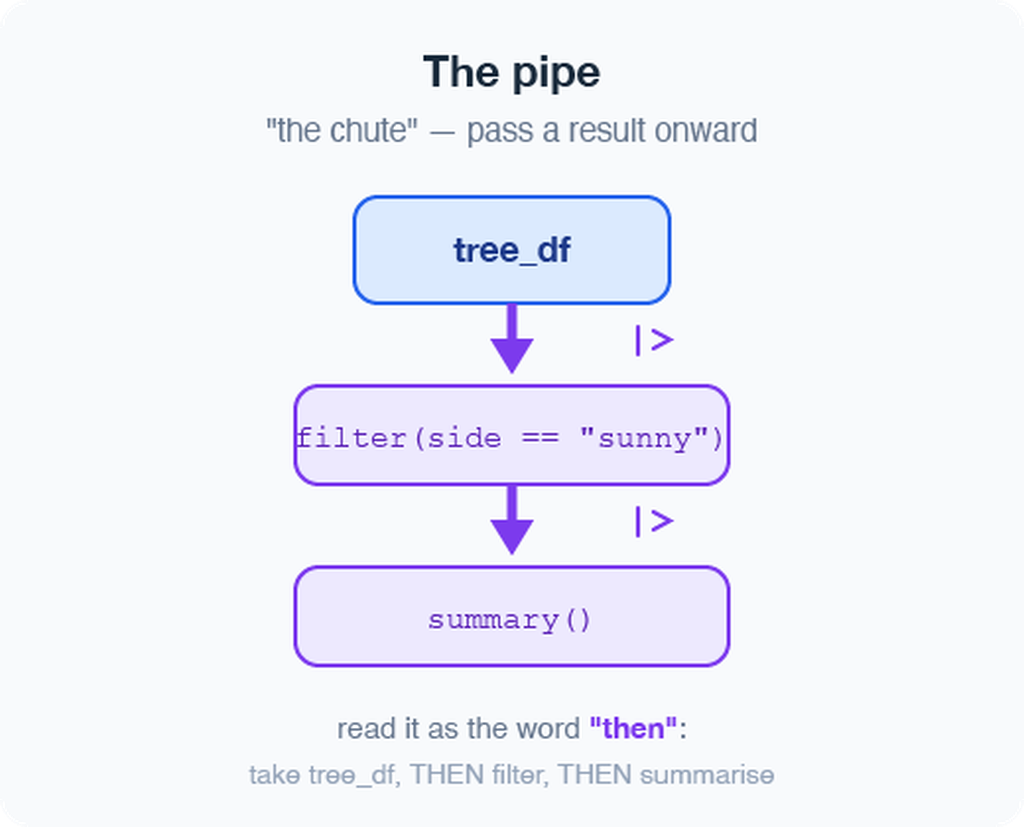 The pipe
"the chute" — pass a result onward
tree_df
|>
filter(side == "sunny")
|>
summary()
read it as the word "then":
take tree_df, THEN filter, THEN summarise